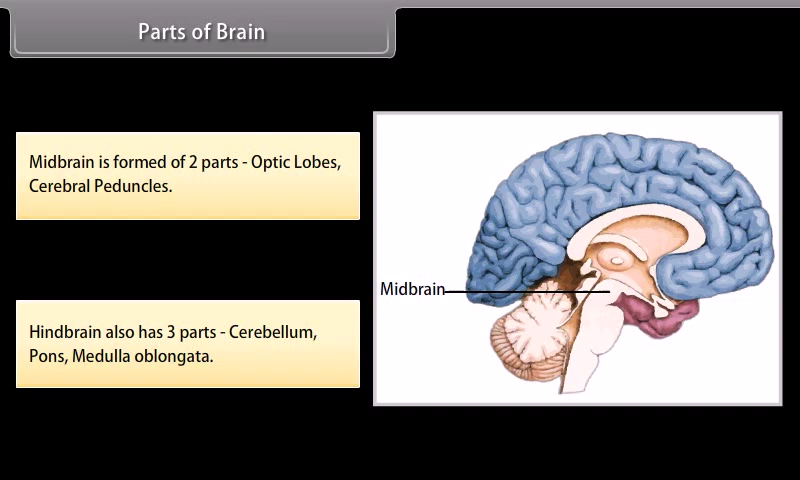 Parts of Brain
Midbrain is formed of 2 parts - Optic Lobes,
Cerebral Peduncles.
Midbrain
Hindbrain also has 3 parts - Cerebellum,
Pons, Medulla oblongata.